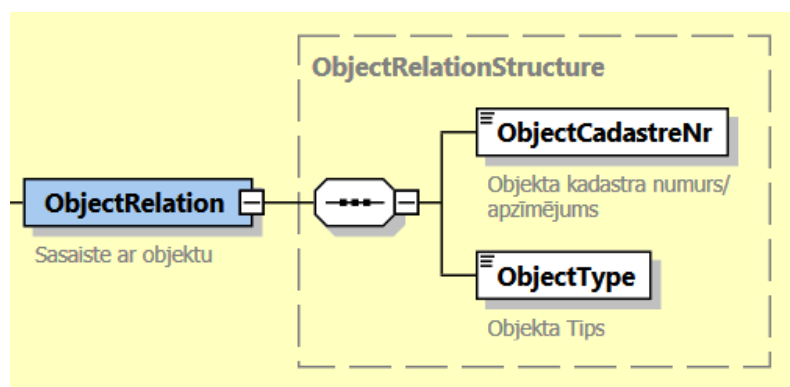 ObjectRelationStructure
ObjectCadastreNr
Objekta kadastra numurs/
apzīmējums
ObjectRelation
Sasaiste ar objektu
ObjectType
Objekta Tips